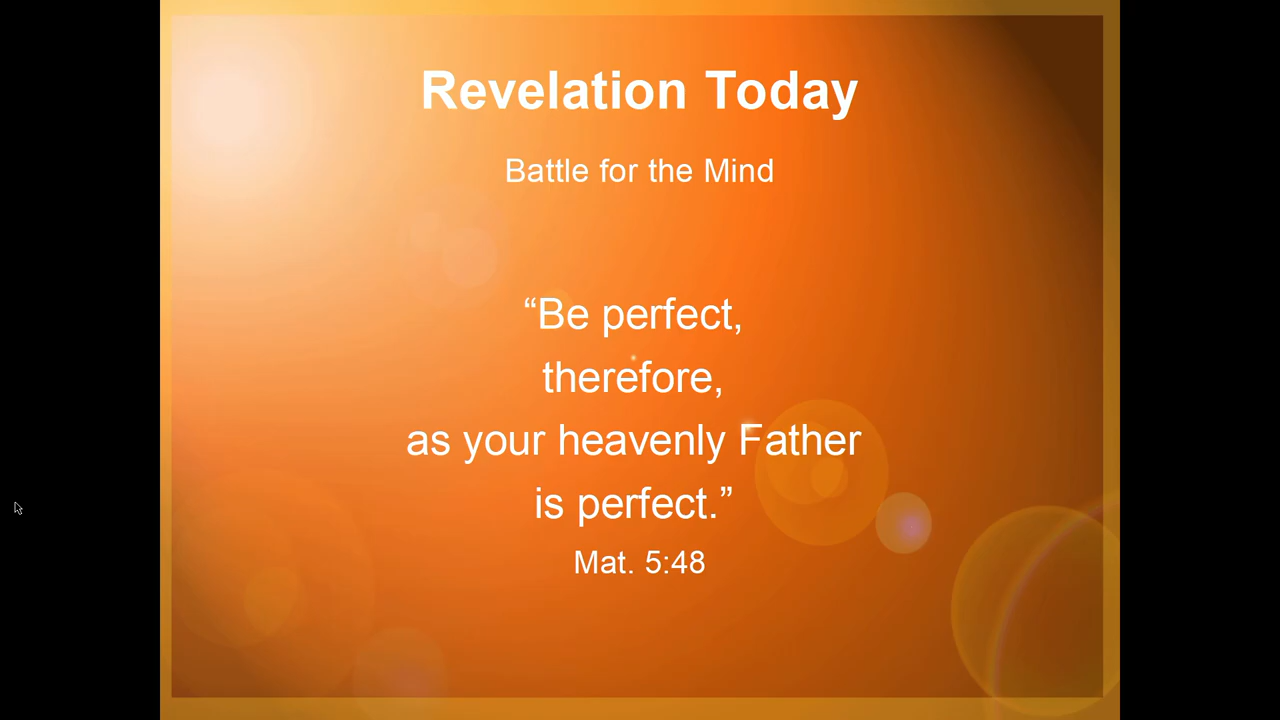 Revelation Today
Battle for the Mind
“Be perfect,
therefore,
as your heavenly Father
is perfect.”
Mat. 5:48